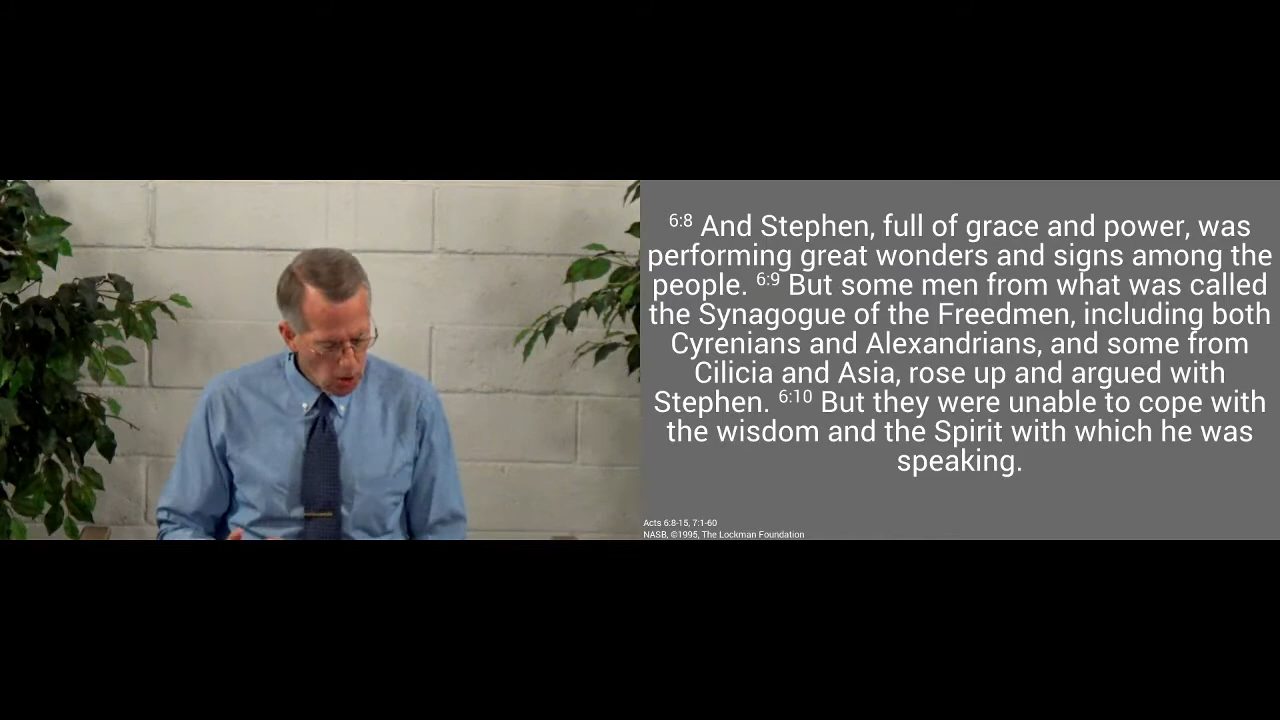 6:8 And Stephen, full of grace and power, was
performing great wonders and signs among the
people. 6:9 But some men from what was called
the Synagogue of the Freedmen, including both
Cyrenians and Alexandrians, and some from
Cilicia and Asia, rose up and argued with
Stephen. 6:10 But they were unable to cope with
the wisdom and the Spirit with which he was
speaking.
Acts 6:8-15, 7:1-60
NASB, ©1995, The Lockman Foundation